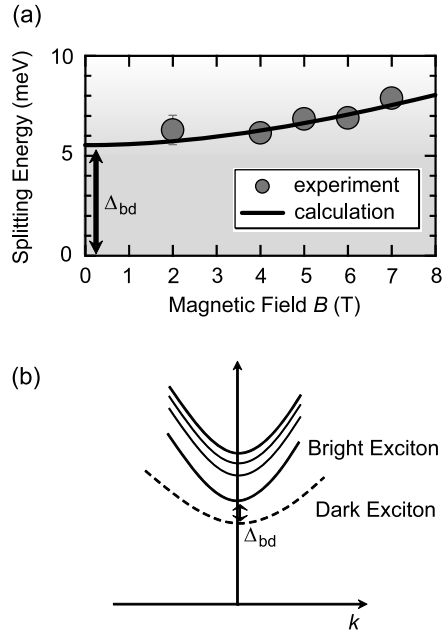 (a)
Splitting Energy (meV)
10
5
0
Δbd
experiment
calculation
0 1 2 3 4 5 6 7 8
Magnetic Field B (T)
(b)
Bright Exciton
Dark Exciton
Δbd
k